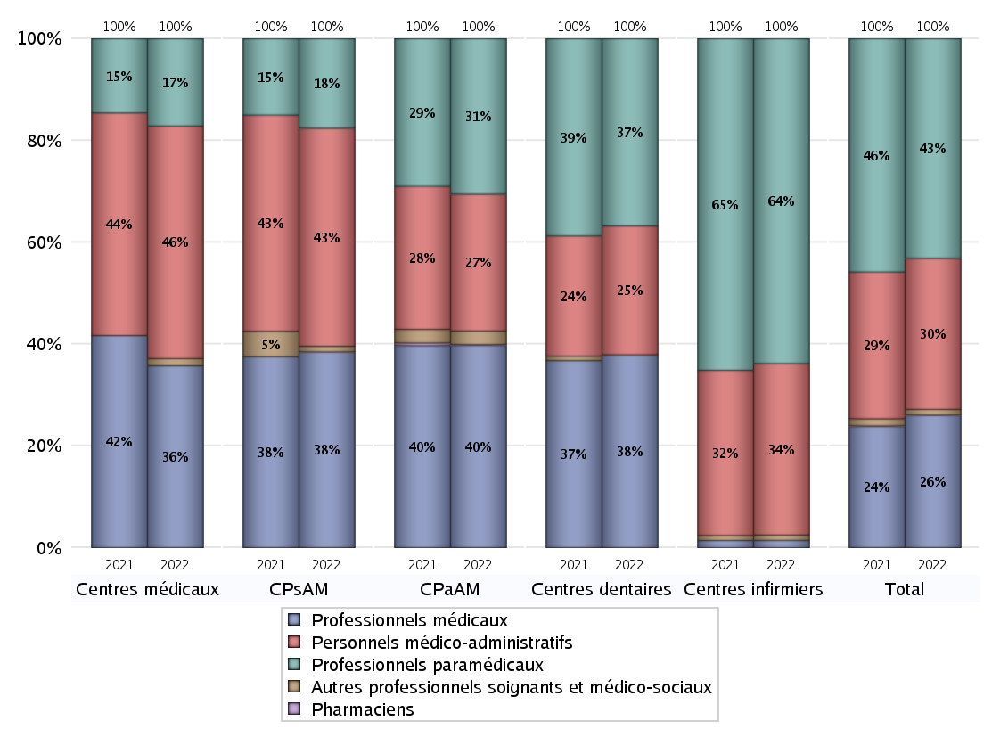 100% 100% 100% 100% 100% 100% 100% 100% 100% 100% 100% 100%
100%
15% 17% 15% 18% 29% 31% 39% 37% 65% 64% 46% 43%
80%
44% 46% 43% 43% 28% 27% 24% 25% 32% 34% 29% 30%
60%
40%
5%
42% 36% 38% 38% 40% 40% 37% 38% 24% 26%
20%
0%
2021 2022 2021 2022 2021 2022 2021 2022 2021 2022 2021 2022
Centres médicaux CPsAM CPaAM Centres dentaires Centres infirmiers Total
Professionnels médicaux
Personnels médico-administratifs
Professionnels paramédicaux
Autres professionnels soignants et médico-sociaux
Pharmaciens